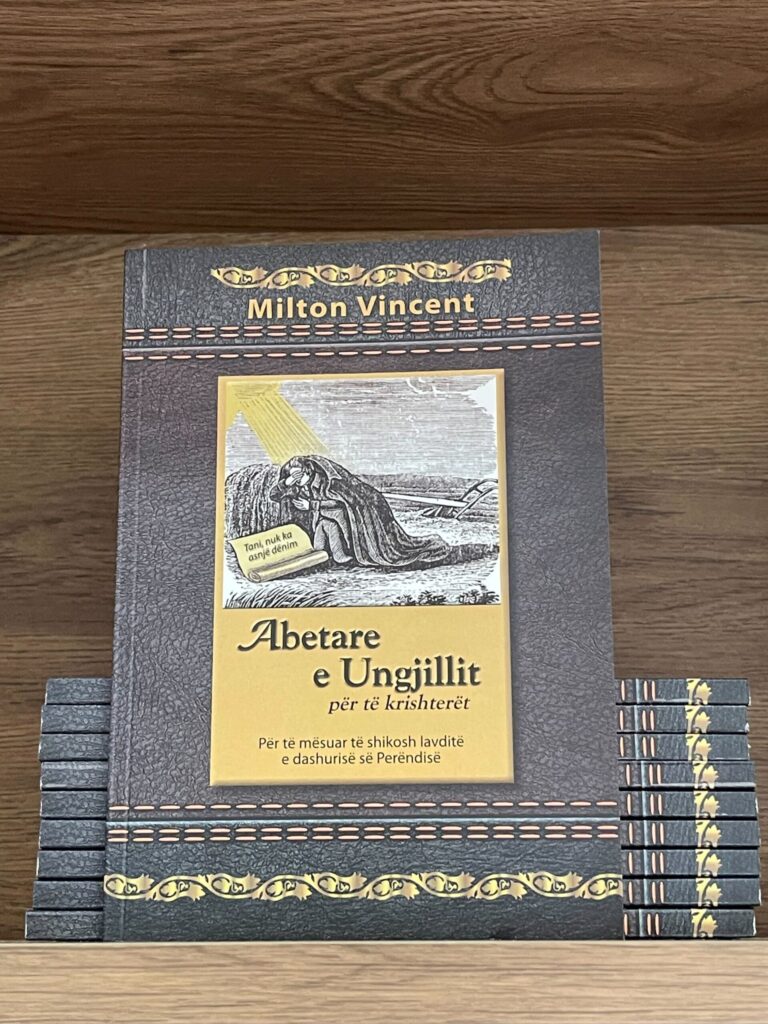 Milton Vincent
Tani, nuk ka
asnjë dënim
Abetare
e Ungjillit
për të krishterët
Për të mësuar të shikosh lavditë
e dashurisë së Perëndisë